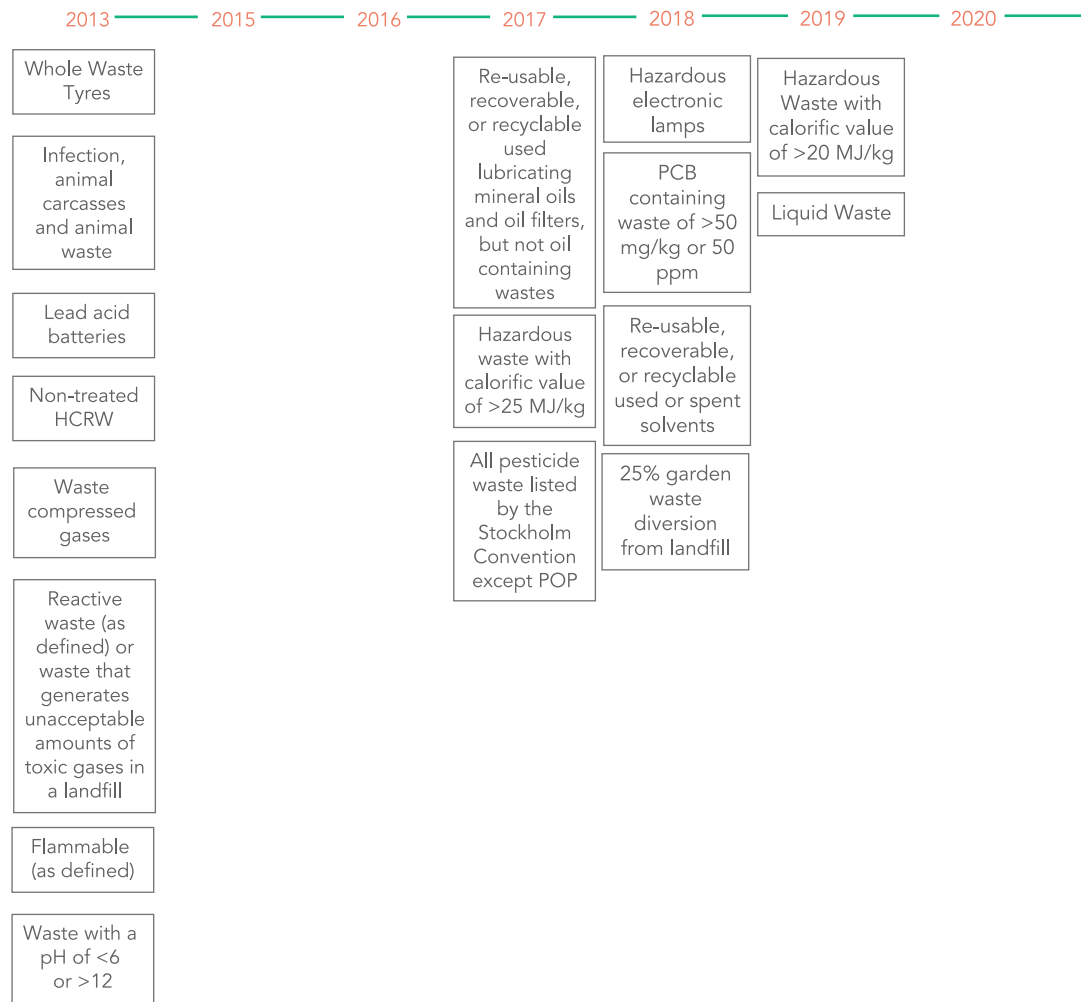 2013 2015 2016 2017 2018 2019 2020
Whole Waste
Tyres
Infection,
animal
carcasses
and animal
waste
Lead acid
batteries
Non-treated
HCRW
Waste
compressed
gases
Reactive
waste (as
defined) or
waste that
generates
unacceptable
amounts of
toxic gases in
a landfill
Flammable
(as defined)
Waste with a
pH of <6
or >12
Re-usable,
recoverable,
or recyclable
used
lubricating
mineral oils
and oil filters,
but not oil
containing
wastes
Hazardous
waste with
calorific value
of >25 MJ/kg
All pesticide
waste listed
by the
Stockholm
Convention
except POP
Hazardous
electronic
lamps
PCB
containing
waste of >50
mg/kg or 50
ppm
Re-usable,
recoverable,
or recyclable
used or spent
solvents
25% garden
waste
diversion
from landfill
Hazardous
Waste with
calorific value
of >20 MJ/kg
Liquid Waste